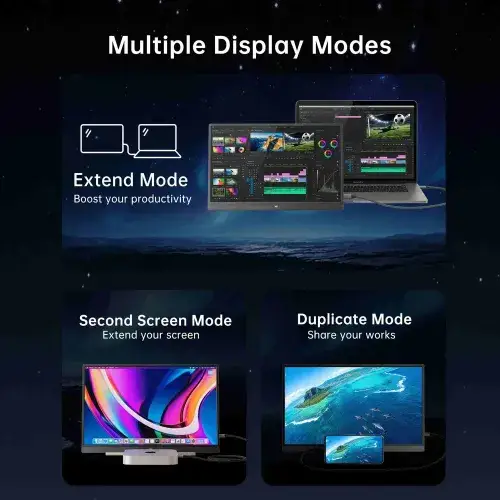 Multiple Display Modes
Extend Mode
Boost your productivity
Second Screen Mode
Extend your screen
Duplicate Mode
Share your works